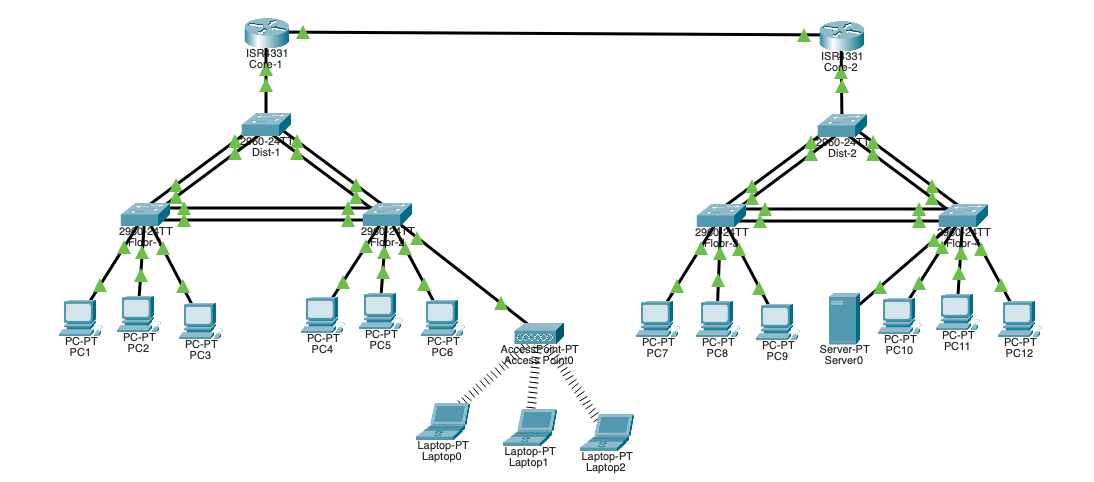 ISR4331
Core-1
ISR4331
Core-2
2960-24TT
Dist-1
2960-24TT
Dist-2
2960-24TT
Floor-1
2960-24TT
Floor-2
2960-24TT
Floor-3
2960-24TT
Floor-4
PC-PT
PC1
PC-PT
PC2
PC-PT
PC3
PC-PT
PC4
PC-PT
PC5
PC-PT
PC6
AccessPoint-PT
Access Point0
PC-PT
PC7
PC-PT
PC8
PC-PT
PC9
Server-PT
Server0
PC-PT
PC10
PC-PT
PC11
PC-PT
PC12
Laptop-PT
Laptop0
Laptop-PT
Laptop1
Laptop-PT
Laptop2